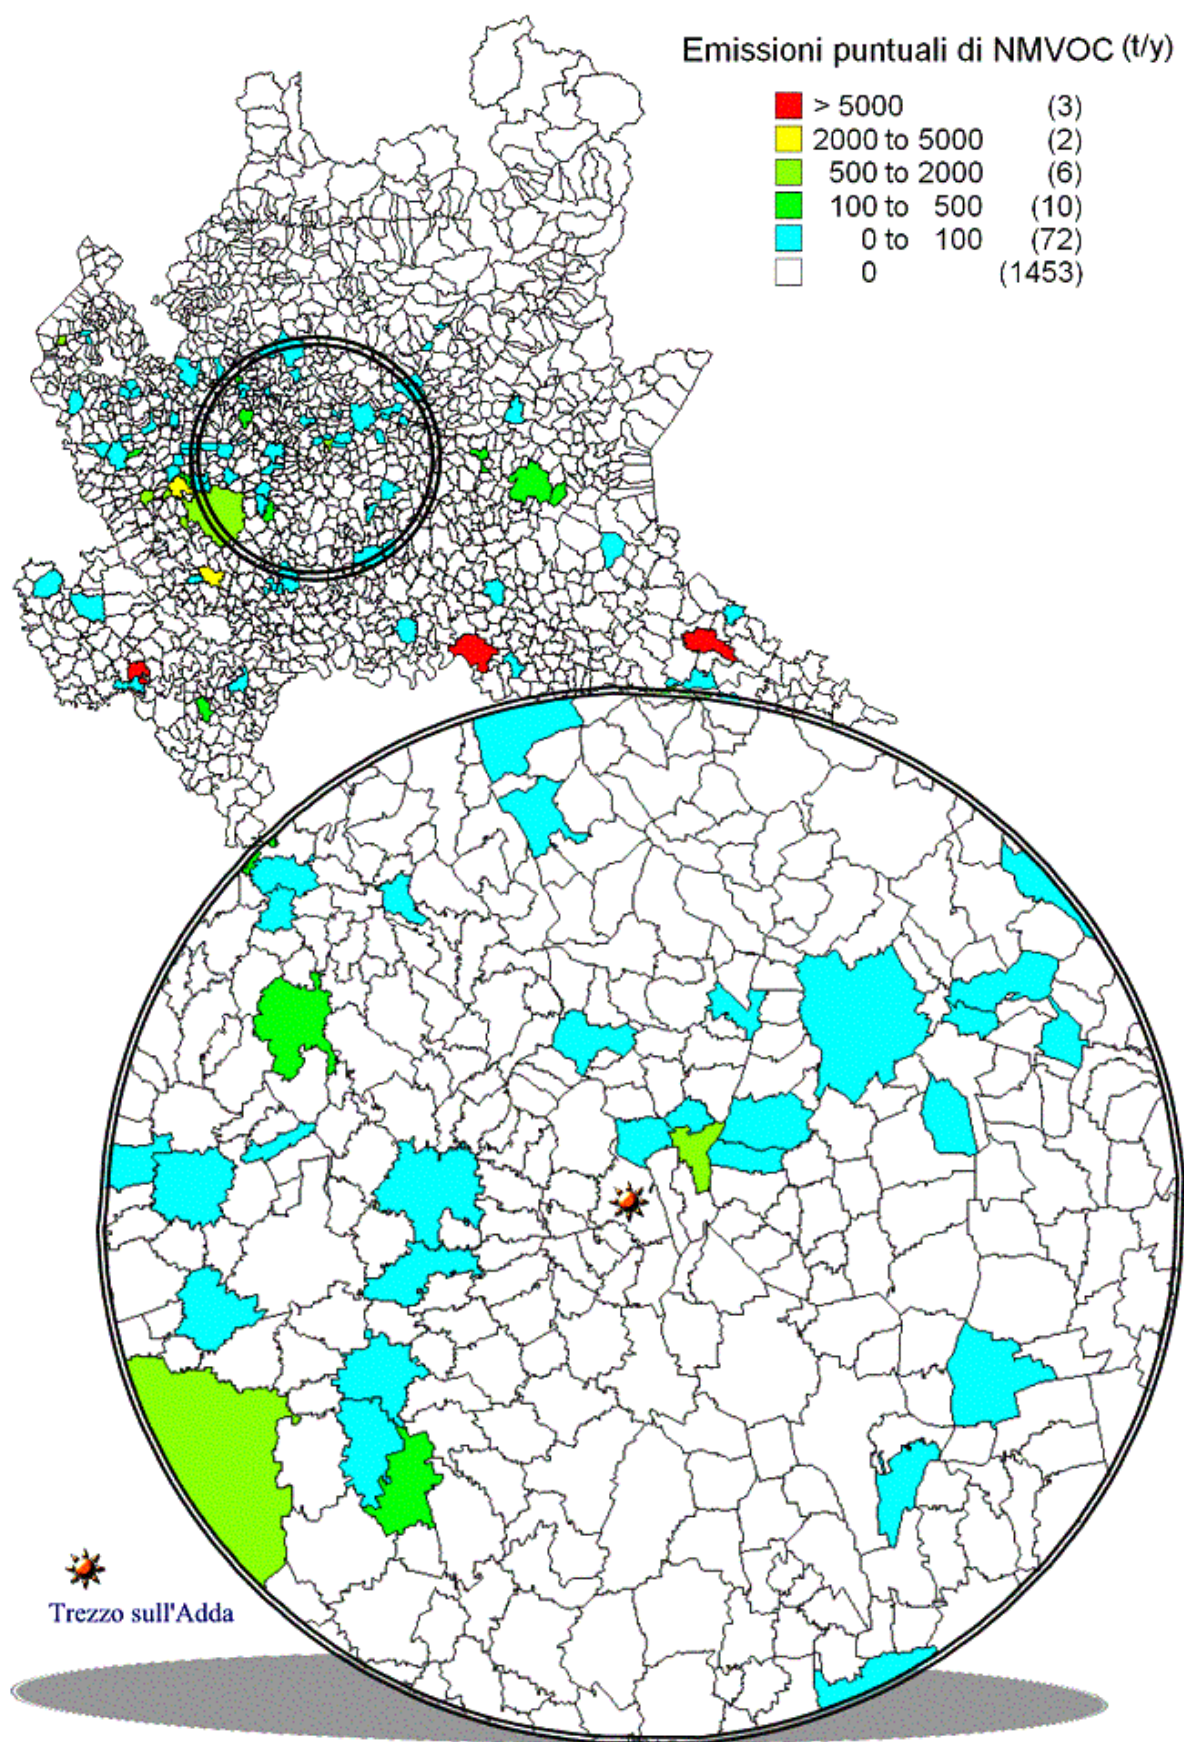 Emissioni puntuali di NMVOC (t/y)
> 5000 (3)
2000 to 5000 (2)
500 to 2000 (6)
100 to 500 (10)
0 to 100 (72)
0 (1453)
Trezzo sull'Adda